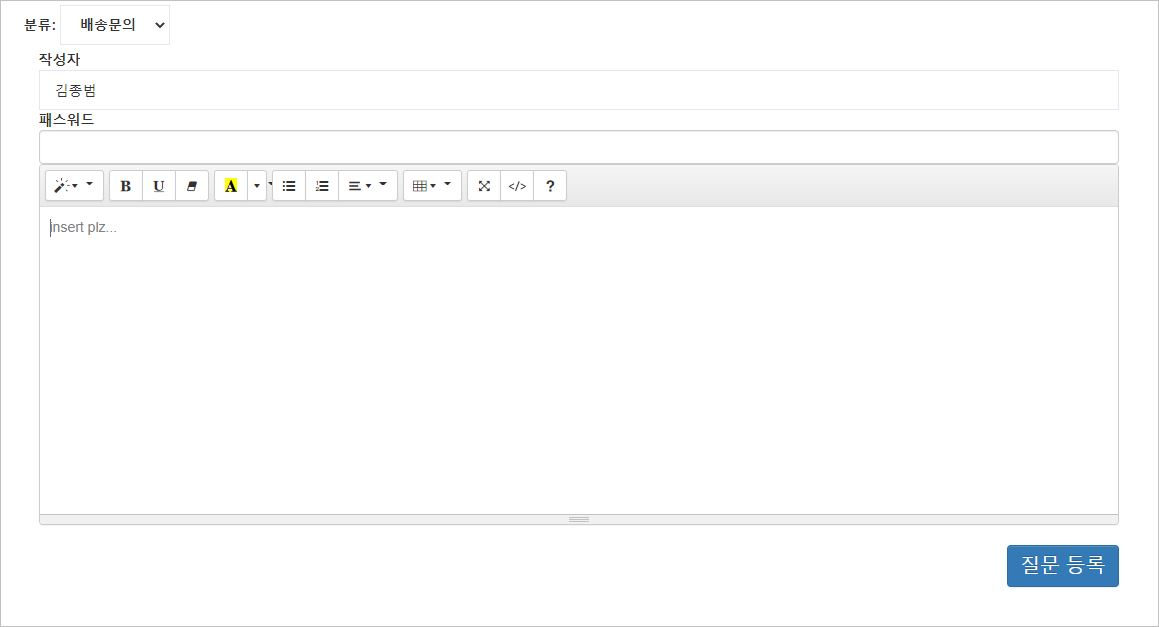 분류: 배송문의
작성자
김종범
패스워드
B U A </> ?
insert plz...
질문 등록